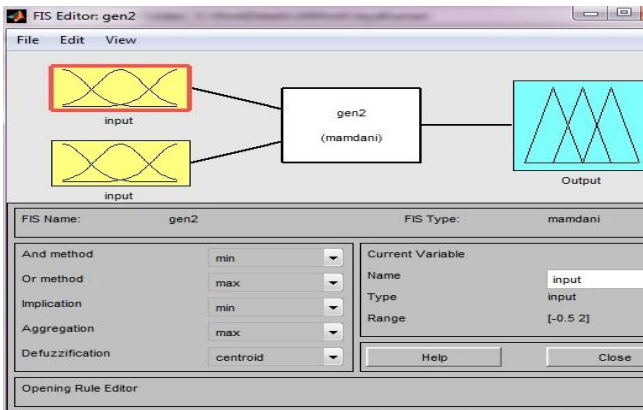 FIS Editor: gen2
File Edit View
input
gen2
(mamdani)
input
Output
FIS Name: gen2 FIS Type: mamdani
And method min
Or method max
Implication min
Aggregation max
Defuzzification centroid
Current Variable
Name input
Type input
Range [-0.5 2]
Help Close
Opening Rule Editor